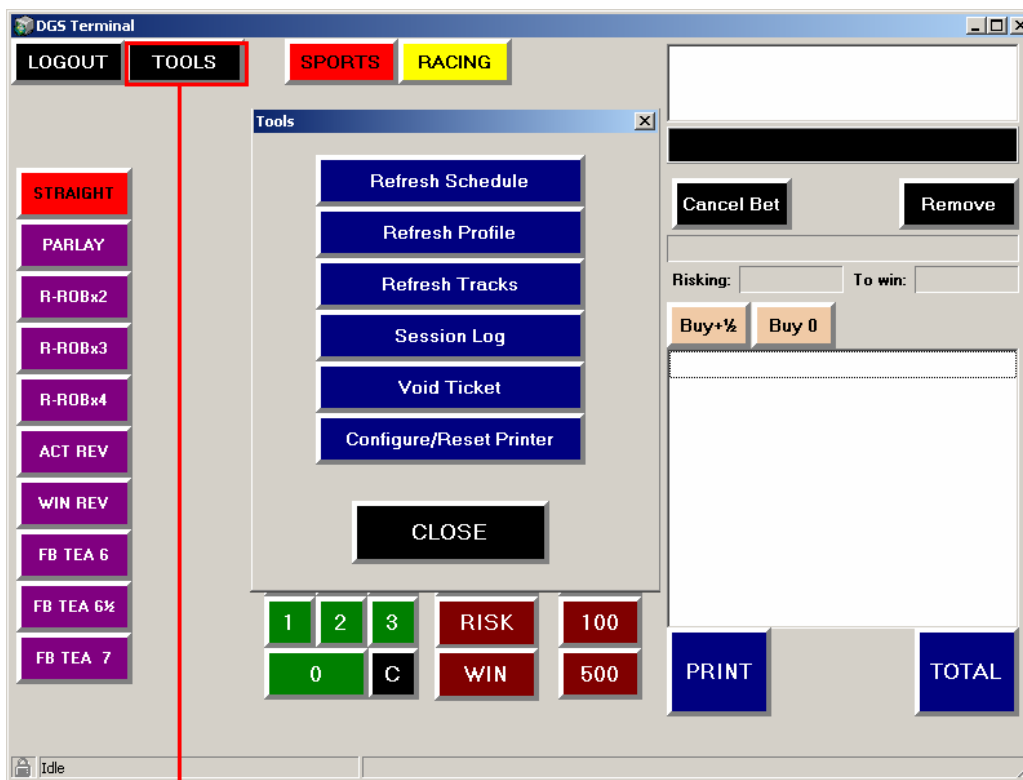 DGS Terminal
LOGOUT TOOLS SPORTS RACING
Tools
Refresh Schedule
Refresh Profile
Refresh Tracks
Session Log
Void Ticket
Configure/Reset Printer
CLOSE
STRAIGHT
PARLAY
R-ROBx2
R-ROBx3
R-ROBx4
ACT REV
WIN REV
FB TEA 6
FB TEA 6½
FB TEA 7
1 2 3 RISK 100
0 C WIN 500
Cancel Bet Remove
Risking: To win:
Buy+½ Buy 0
PRINT TOTAL
Idle